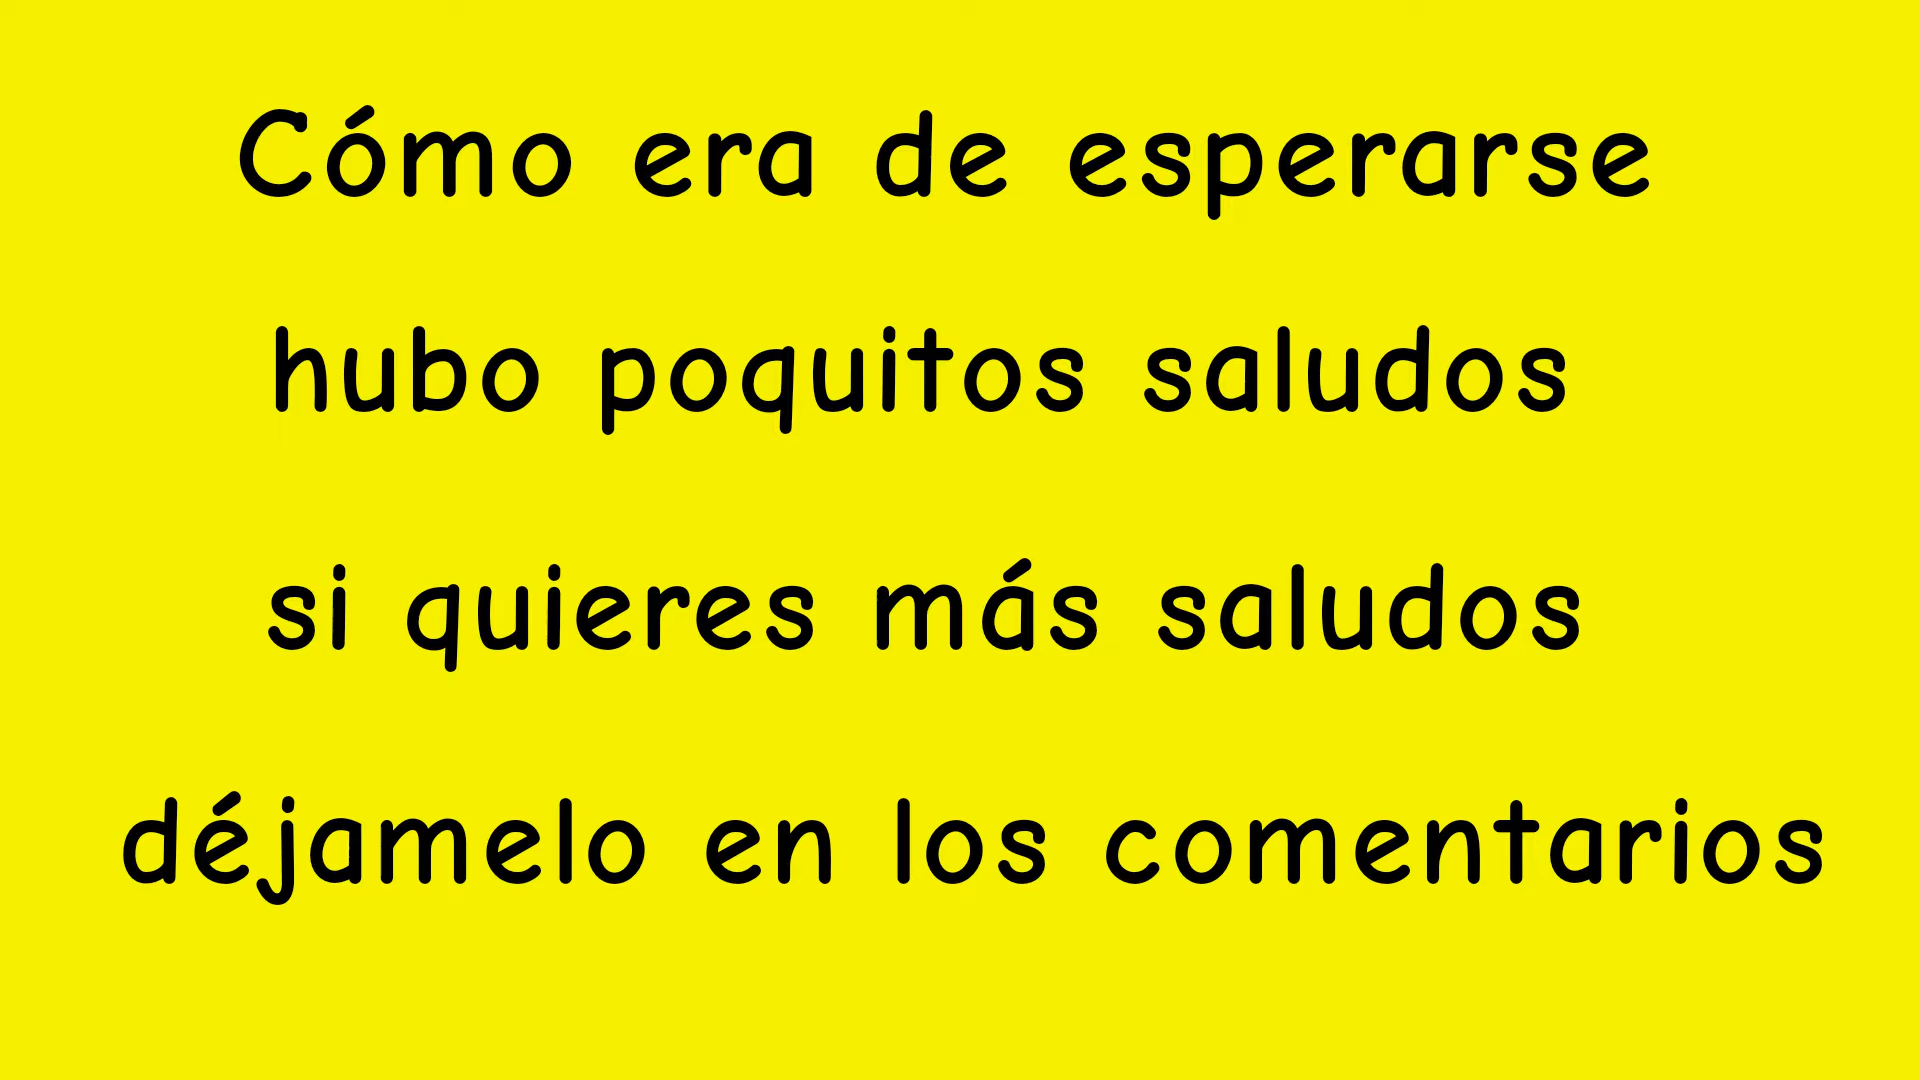 Cómo era de esperarse
hubo poquitos saludos
si quieres más saludos
déjamelo en los comentarios